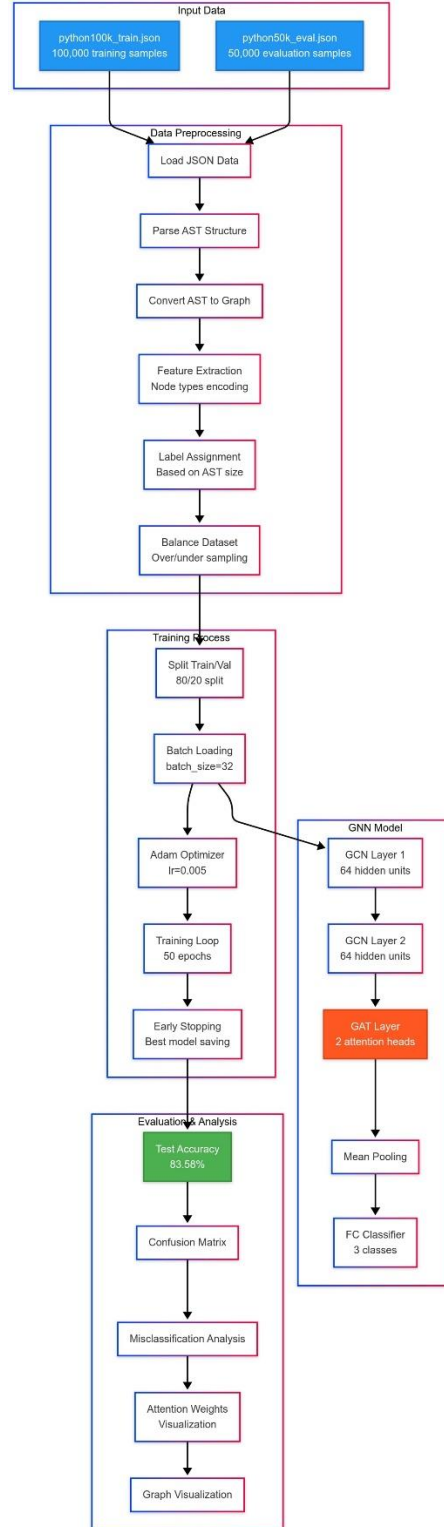 Input Data
python100k_train.json
100,000 training samples
python50k_eval.json
50,000 evaluation samples
Data Preprocessing
Load JSON Data
Parse AST Structure
Convert AST to Graph
Feature Extraction
Node types encoding
Label Assignment
Based on AST size
Balance Dataset
Over/under sampling
Training Process
Split Train/Val
80/20 split
Batch Loading
batch_size=32
Adam Optimizer
lr=0.005
Training Loop
50 epochs
Early Stopping
Best model saving
GNN Model
GCN Layer 1
64 hidden units
GCN Layer 2
64 hidden units
GAT Layer
2 attention heads
Mean Pooling
FC Classifier
3 classes
Evaluation & Analysis
Test Accuracy
83.58%
Confusion Matrix
Misclassification Analysis
Attention Weights
Visualization
Graph Visualization